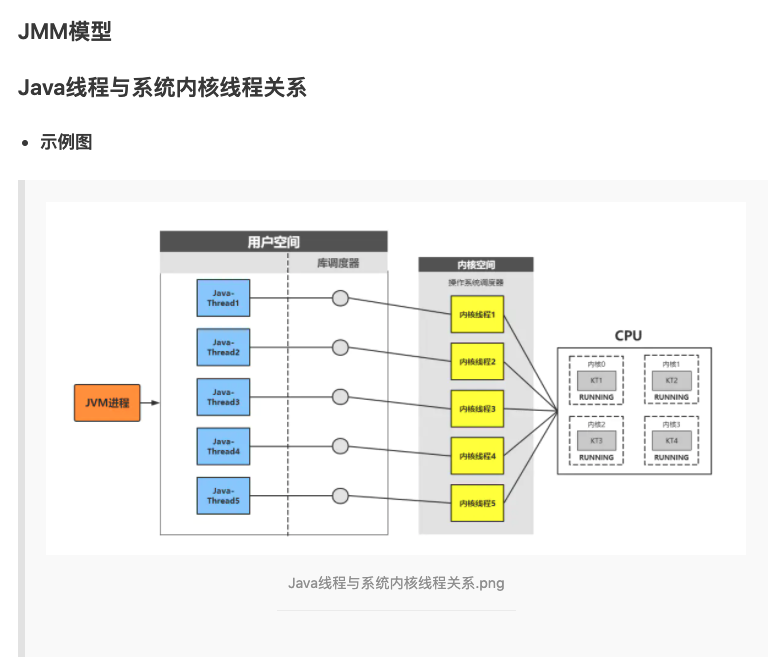 JMM模型
Java线程与系统内核线程关系
示例图
用户空间
库调度器
内核空间
操作系统调度器
Java-
Thread1
Java-
Thread2
Java-
Thread3
Java-
Thread4
Java-
Thread5
JVM进程
内核线程1
内核线程2
内核线程3
内核线程4
内核线程5
CPU
内核0
KT1
RUNNING
内核1
KT2
RUNNING
内核2
KT3
RUNNING
内核3
KT4
RUNNING
Java线程与系统内核线程关系.png